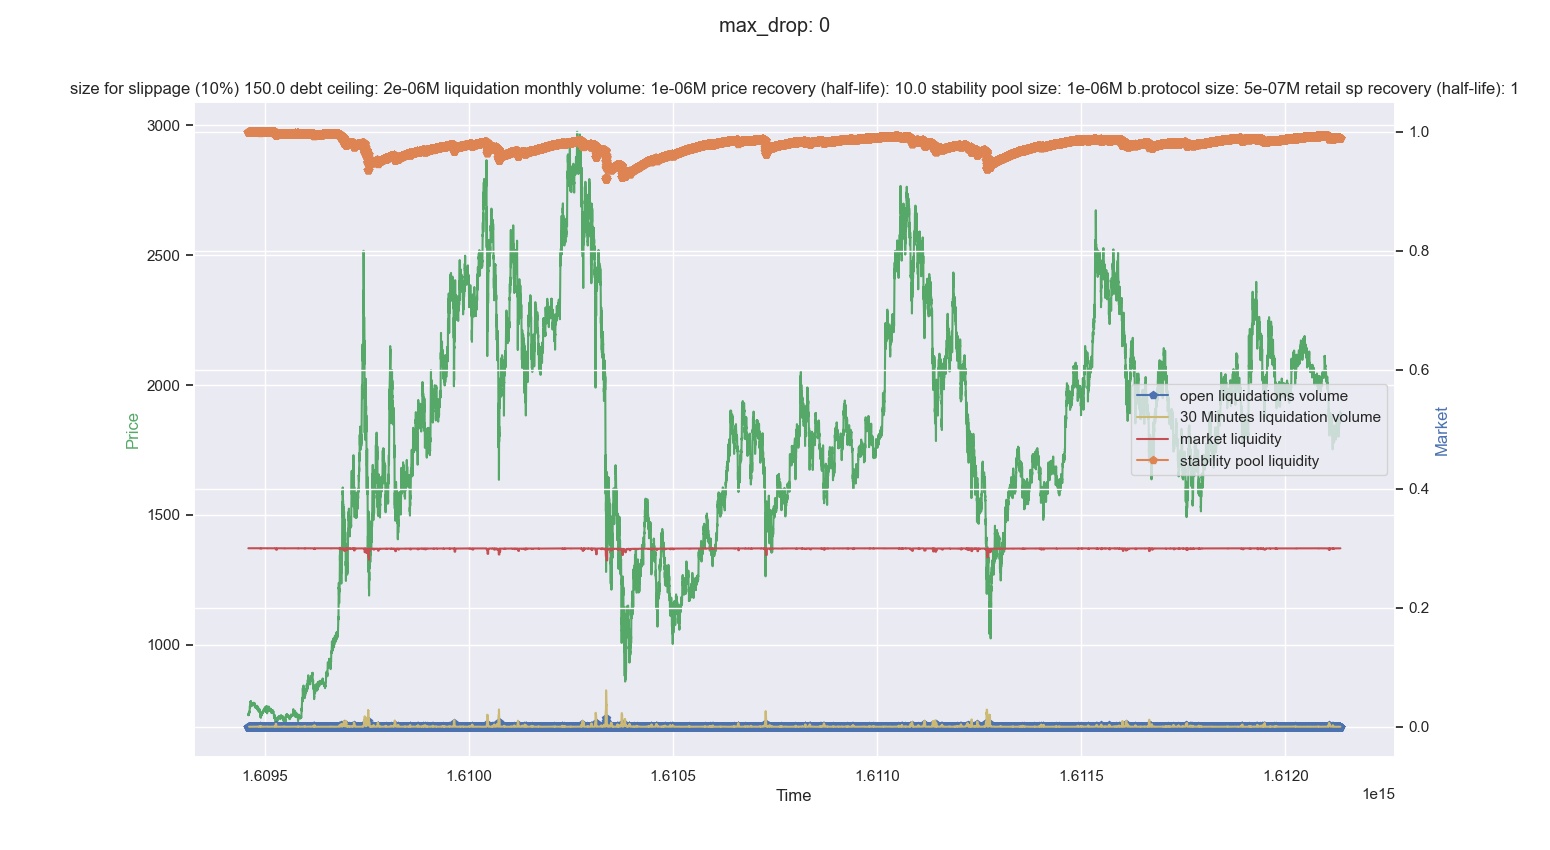 max_drop: 0
size for slippage (10%) 150.0 debt ceiling: 2e-06M liquidation monthly volume: 1e-06M price recovery (half-life): 10.0 stability pool size: 1e-06M b.protocol size: 5e-07M retail sp recovery (half-life): 1
3000
2500
2000
1500
1000
Price
1.0
0.8
0.6
0.4
0.2
0.0
Market
open liquidations volume
30 Minutes liquidation volume
market liquidity
stability pool liquidity
1.6095 1.6100 1.6105 1.6110 1.6115 1.6120
Time
1e15